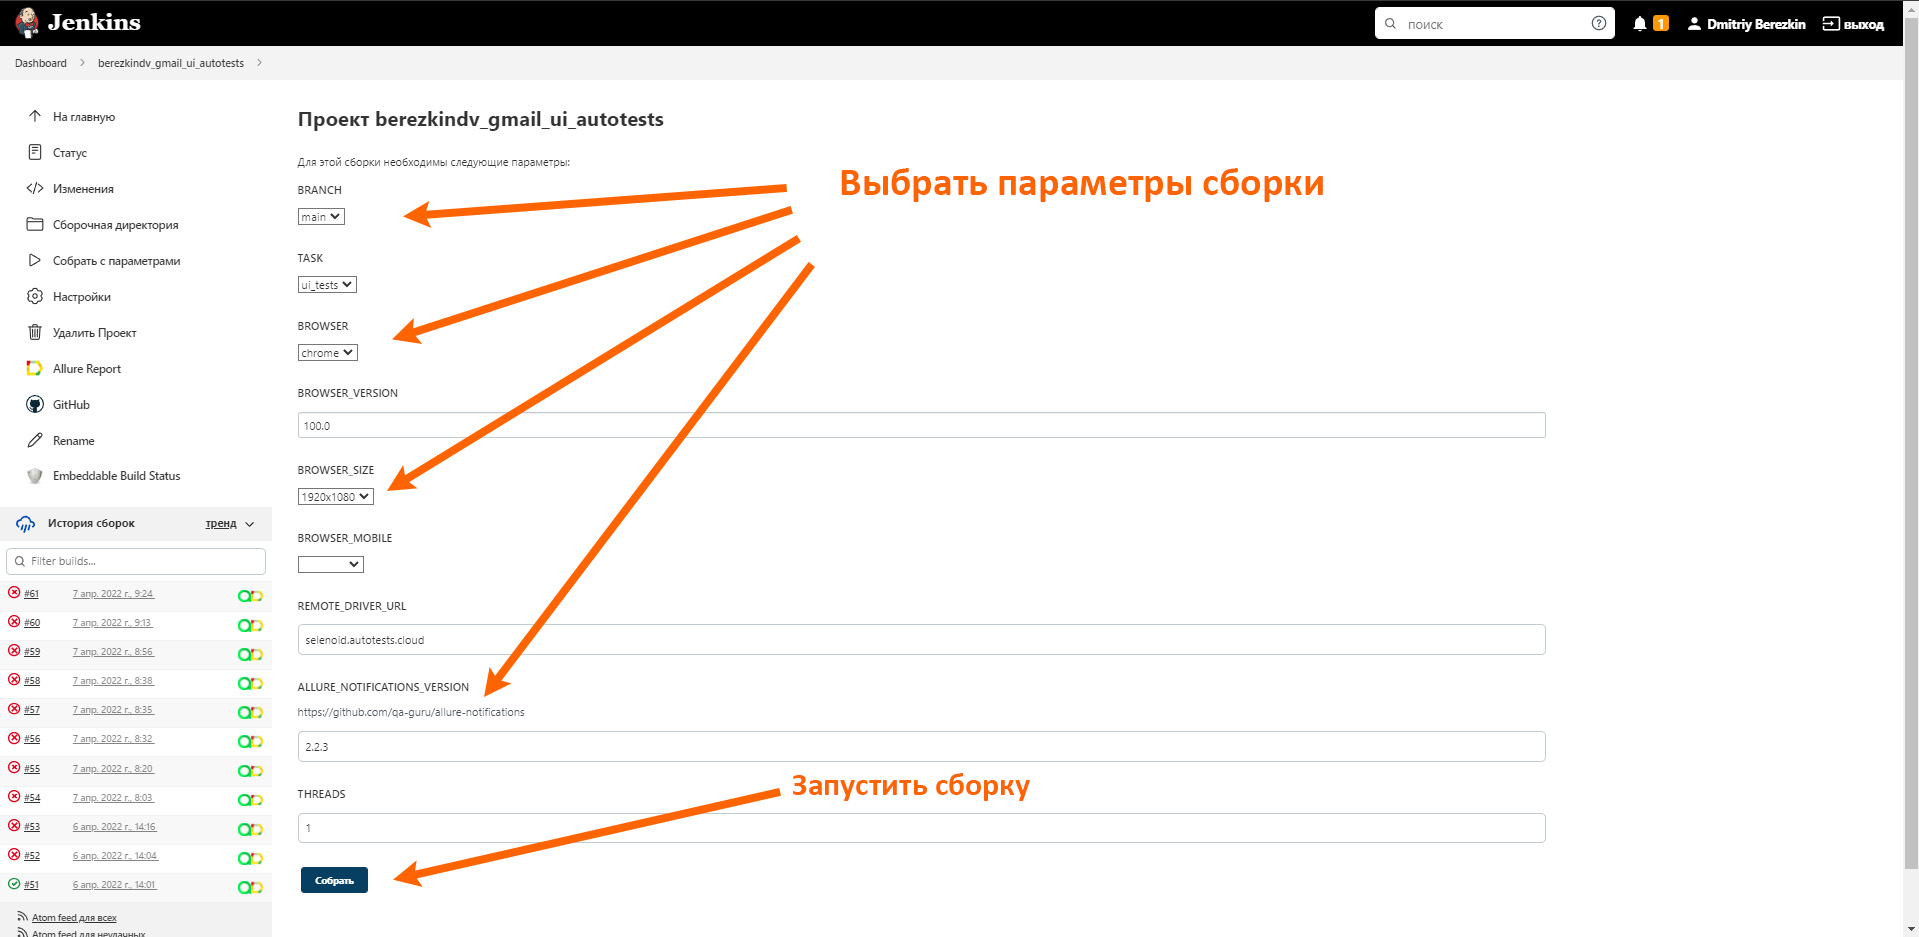 Jenkins
поиск
1
Dmitriy Berezkin
выход
Dashboard
berezkindv_gmail_ui_autotests
На главную
Статус
Изменения
Сборочная директория
Собрать с параметрами
Настройки
Удалить Проект
Allure Report
GitHub
Rename
Embeddable Build Status
История сборок
тренд
Filter builds...
#61 7 апр. 2022 г., 9:24
#60 7 апр. 2022 г., 9:13
#59 7 апр. 2022 г., 8:56
#58 7 апр. 2022 г., 8:38
#57 7 апр. 2022 г., 8:35
#56 7 апр. 2022 г., 8:32
#55 7 апр. 2022 г., 8:20
#54 7 апр. 2022 г., 8:03
#53 6 апр. 2022 г., 14:16
#52 6 апр. 2022 г., 14:04
#51 6 апр. 2022 г., 14:01
Atom feed для всех
Atom feed для неудачных
Проект berezkindv_gmail_ui_autotests
Для этой сборки необходимы следующие параметры:
Выбрать параметры сборки
BRANCH
main
TASK
ui_tests
BROWSER
chrome
BROWSER_VERSION
100.0
BROWSER_SIZE
1920x1080
BROWSER_MOBILE
REMOTE_DRIVER_URL
selenoid.autotests.cloud
ALLURE_NOTIFICATIONS_VERSION
https://github.com/qa-guru/allure-notifications
2.2.3
Запустить сборку
THREADS
1
Собрать